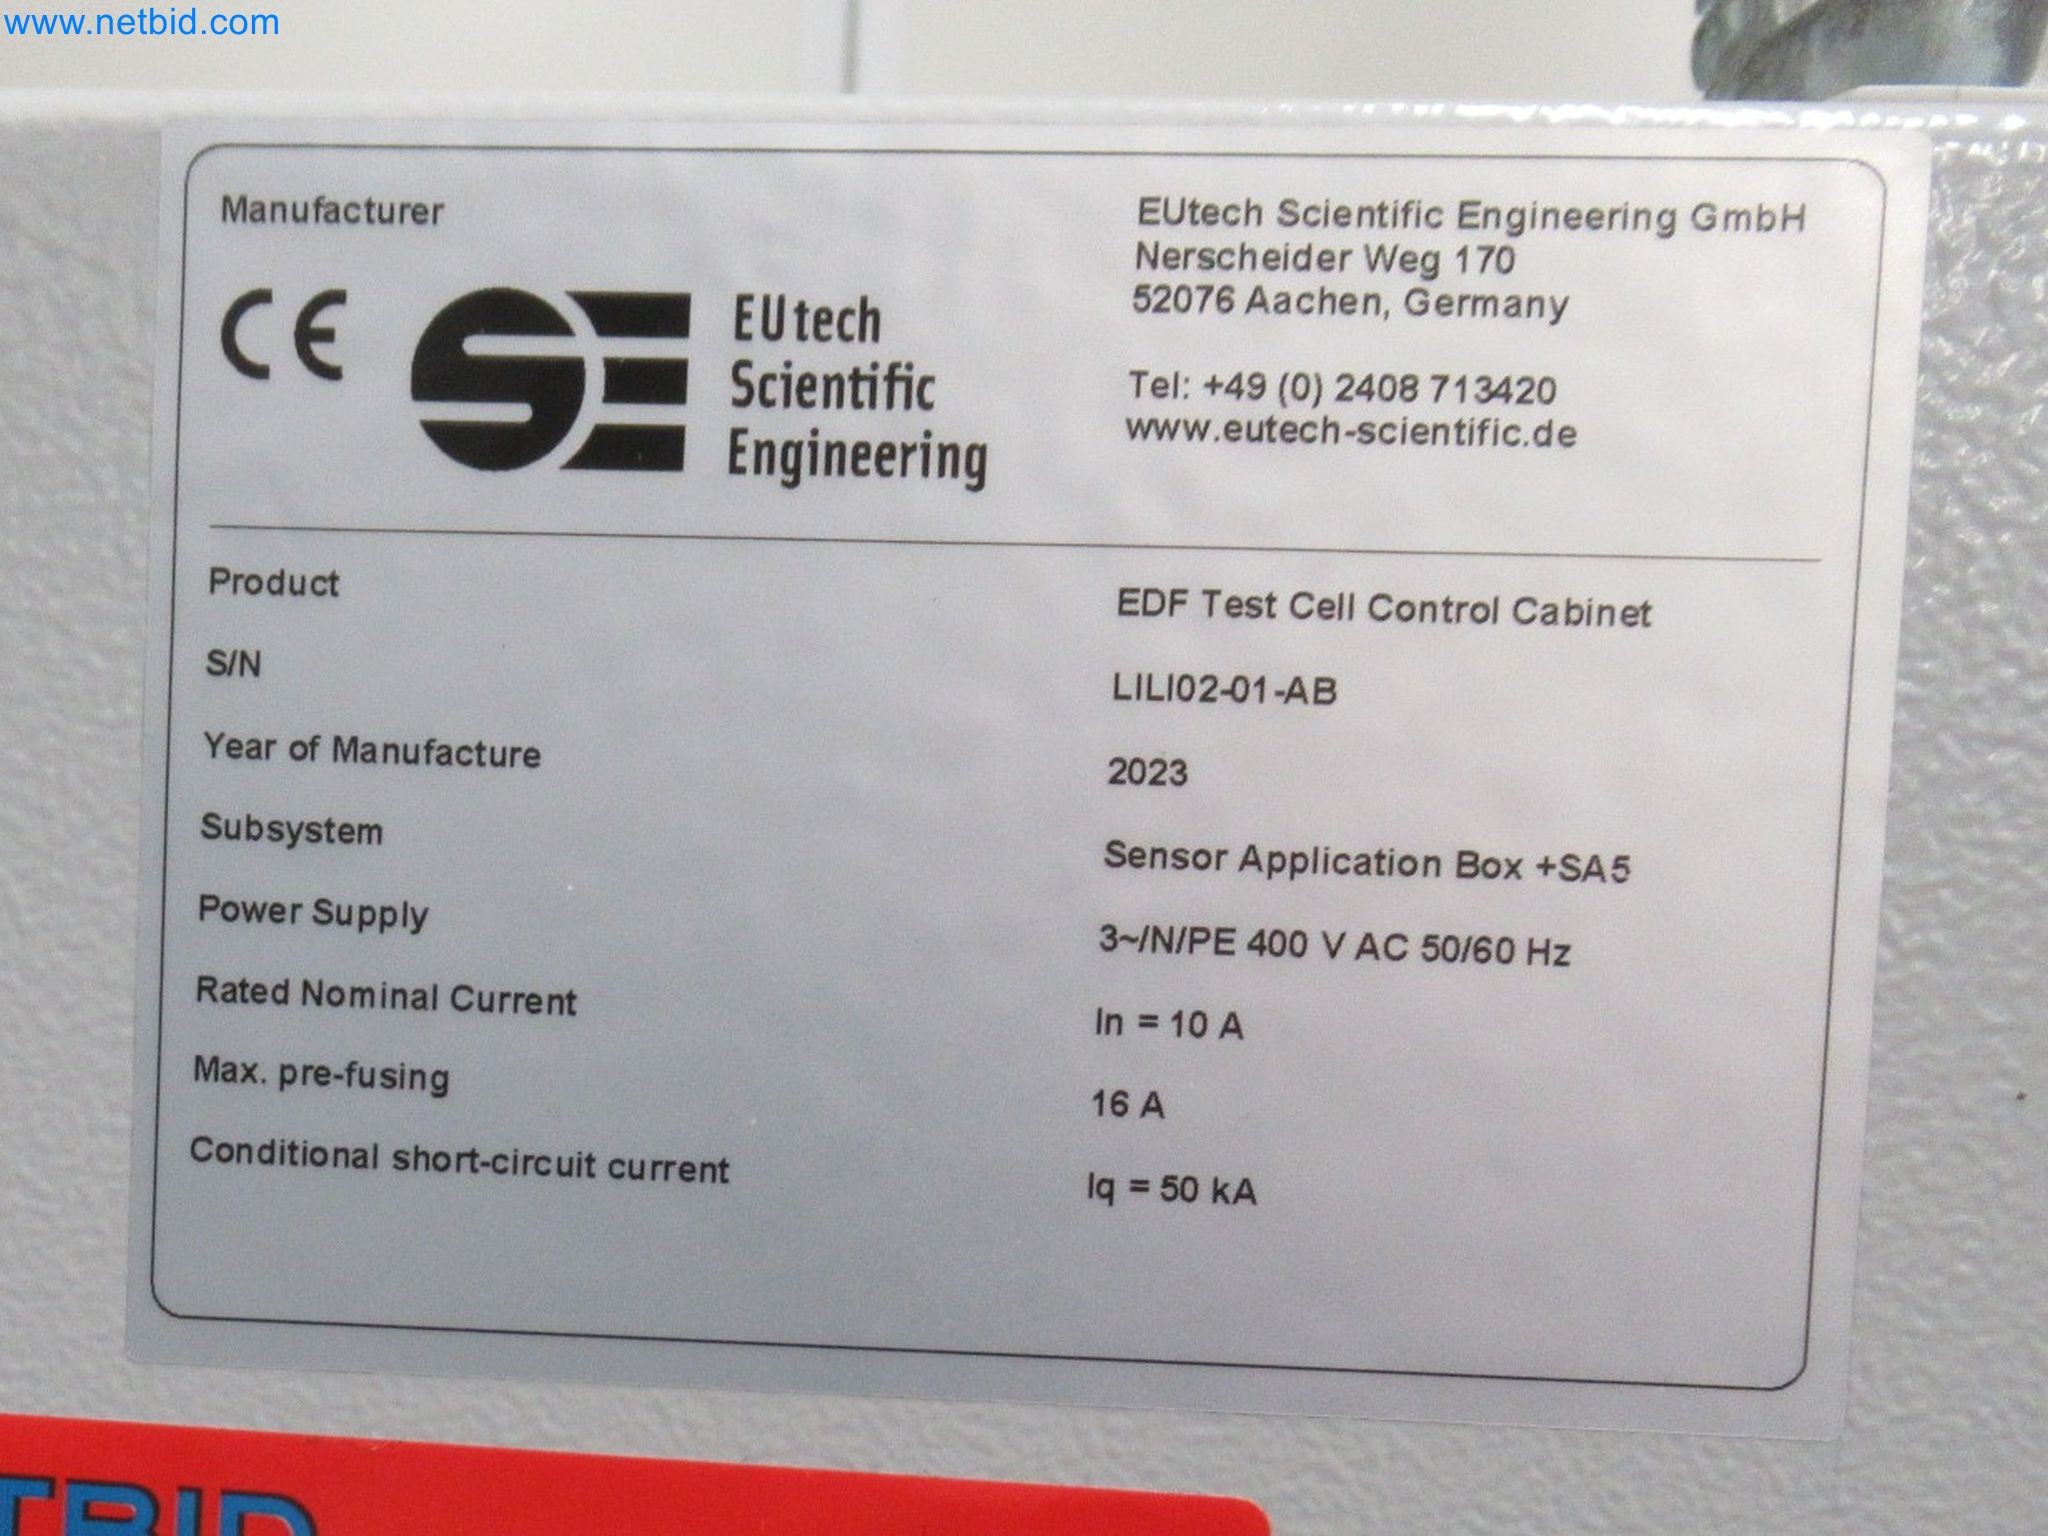 www.netbid.com
Manufacturer
EUtech Scientific Engineering GmbH
Nerscheider Weg 170
52076 Aachen, Germany
Tel: +49 (0) 2408 713420
www.eutech-scientific.de
CE
SE
EUtech
Scientific
Engineering
Product
EDF Test Cell Control Cabinet
S/N
LILI02-01-AB
Year of Manufacture
2023
Subsystem
Sensor Application Box +SA5
Power Supply
3~/N/PE 400 V AC 50/60 Hz
Rated Nominal Current
In = 10 A
Max. pre-fusing
16 A
Conditional short-circuit current
Iq = 50 kA
TBID